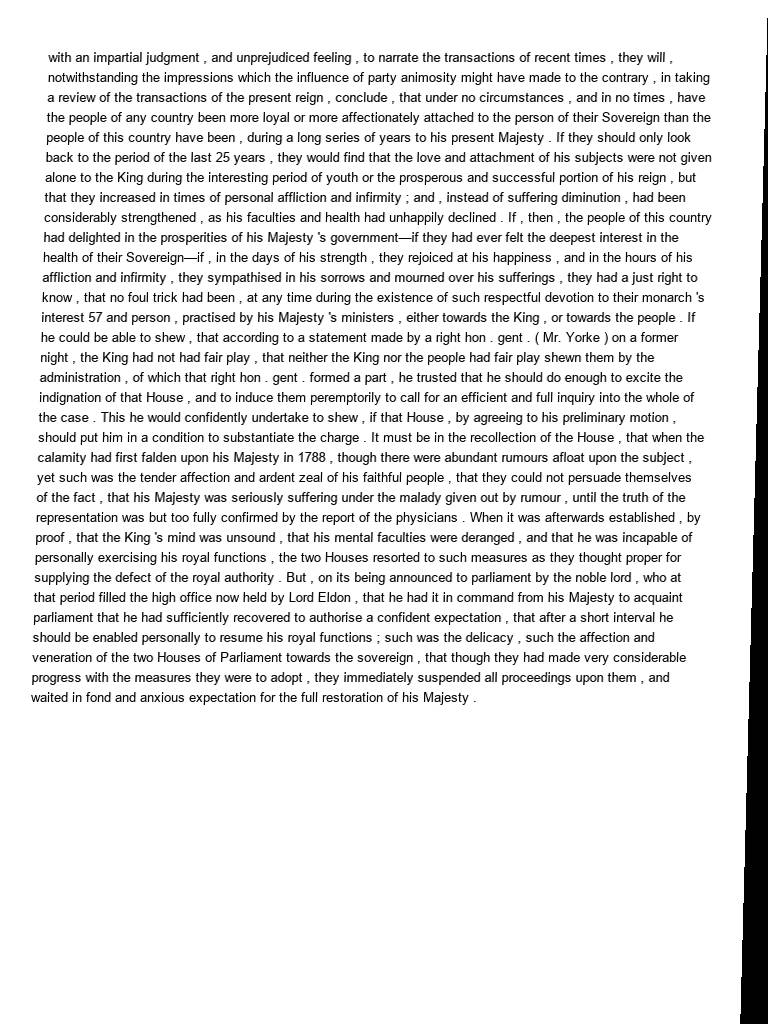 with an impartial judgment , and unprejudiced feeling , to narrate the transactions of recent times , they will ,
notwithstanding the impressions which the influence of party animosity might have made to the contrary , in taking
a review of the transactions of the present reign , conclude , that under no circumstances , and in no times , have
the people of any country been more loyal or more affectionately attached to the person of their Sovereign than the
people of this country have been , during a long series of years to his present Majesty . If they should only look
back to the period of the last 25 years , they would find that the love and attachment of his subjects were not given
alone to the King during the interesting period of youth or the prosperous and successful portion of his reign , but
that they increased in times of personal affliction and infirmity ; and , instead of suffering diminution , had been
considerably strengthened , as his faculties and health had unhappily declined . If , then , the people of this country
had delighted in the prosperities of his Majesty 's government—if they had ever felt the deepest interest in the
health of their Sovereign—if , in the days of his strength , they rejoiced at his happiness , and in the hours of his
affliction and infirmity , they sympathised in his sorrows and mourned over his sufferings , they had a just right to
know , that no foul trick had been , at any time during the existence of such respectful devotion to their monarch 's
interest 57 and person , practised by his Majesty 's ministers , either towards the King , or towards the people . If
he could be able to shew , that according to a statement made by a right hon . gent . ( Mr. Yorke ) on a former
night , the King had not had fair play , that neither the King nor the people had fair play shewn them by the
administration , of which that right hon . gent . formed a part , he trusted that he should do enough to excite the
indignation of that House , and to induce them peremptorily to call for an efficient and full inquiry into the whole of
the case . This he would confidently undertake to shew , if that House , by agreeing to his preliminary motion ,
should put him in a condition to substantiate the charge . It must be in the recollection of the House , that when the
calamity had first falden upon his Majesty in 1788 , though there were abundant rumours afloat upon the subject ,
yet such was the tender affection and ardent zeal of his faithful people , that they could not persuade themselves
of the fact , that his Majesty was seriously suffering under the malady given out by rumour , until the truth of the
representation was but too fully confirmed by the report of the physicians . When it was afterwards established , by
proof , that the King 's mind was unsound , that his mental faculties were deranged , and that he was incapable of
personally exercising his royal functions , the two Houses resorted to such measures as they thought proper for
supplying the defect of the royal authority . But , on its being announced to parliament by the noble lord , who at
that period filled the high office now held by Lord Eldon , that he had it in command from his Majesty to acquaint
parliament that he had sufficiently recovered to authorise a confident expectation , that after a short interval he
should be enabled personally to resume his royal functions ; such was the delicacy , such the affection and
veneration of the two Houses of Parliament towards the sovereign , that though they had made very considerable
progress with the measures they were to adopt , they immediately suspended all proceedings upon them , and
waited in fond and anxious expectation for the full restoration of his Majesty .